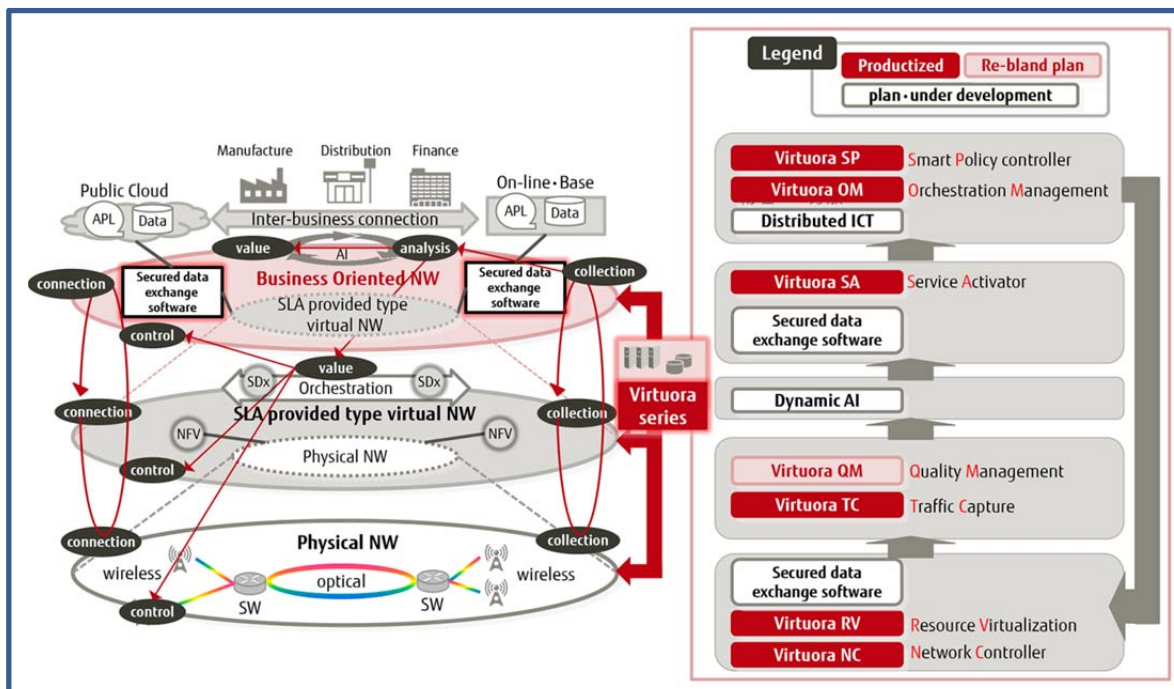 Manufacture
Distribution
Finance
Public Cloud
On-line・Base
APL
Data
Inter-business connection
APL
Data
value
AI
analysis
connection
Secured data
exchange
software
Business Oriented NW
Secured data
exchange
software
collection
SLA provided type
virtual NW
control
value
SDx
Orchestration
SDx
connection
SLA provided type virtual NW
collection
NFV
Physical NW
NFV
control
connection
Physical NW
collection
wireless
optical
wireless
control
SW
SW
Virtuora
series
Legend
Productized
Re-bland plan
plan・under development
Virtuora SP
Smart Policy controller
Virtuora OM
Orchestration Management
Distributed ICT
Virtuora SA
Service Activator
Secured data
exchange software
Dynamic AI
Virtuora QM
Quality Management
Virtuora TC
Traffic Capture
Secured data
exchange software
Virtuora RV
Resource Virtualization
Virtuora NC
Network Controller